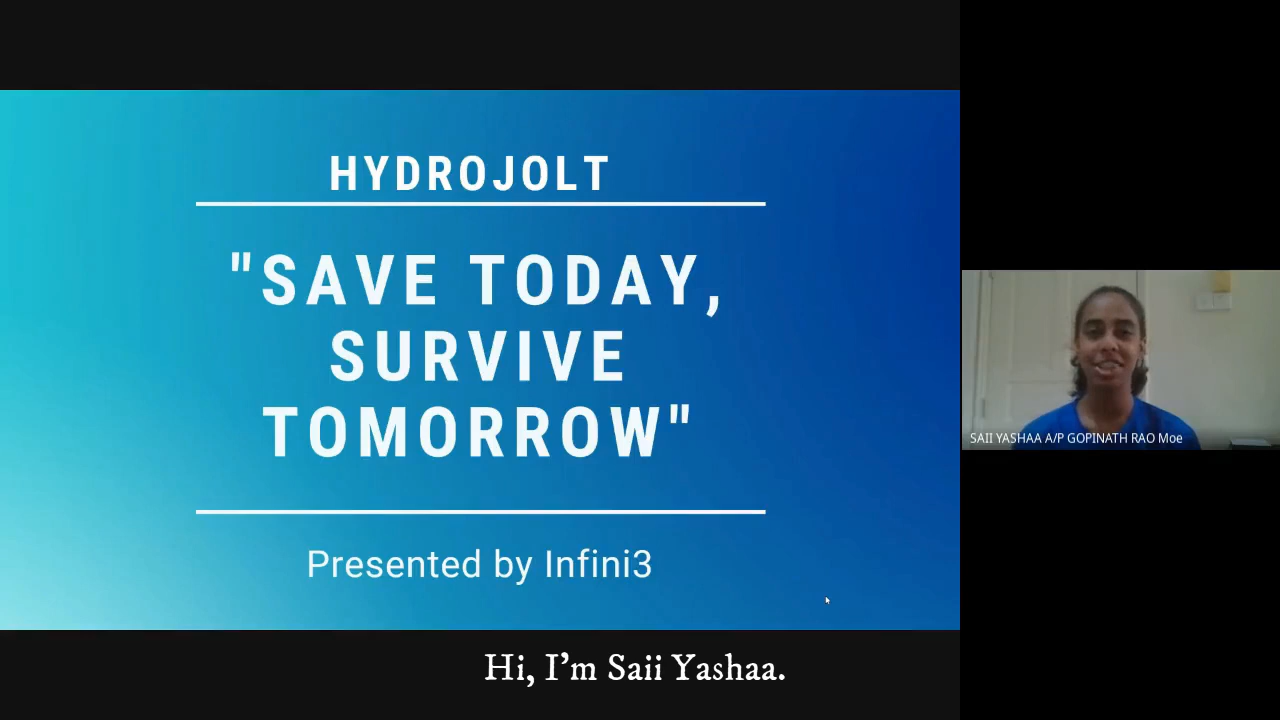 HYDROJOLT
"SAVE TODAY,
SURVIVE
TOMORROW"
Presented by Infini3
SAII YASHAA A/P GOPINATH RAO Moe
Hi, I'm Saii Yashaa.